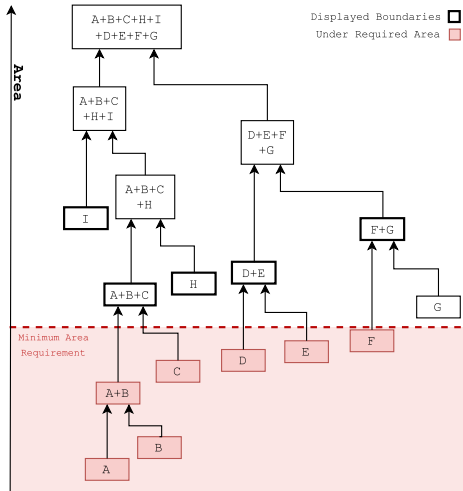 A+B+C+H+I
+D+E+F+G
Displayed Boundaries
Under Required Area
Area
A+B+C
+H+I
D+E+F
+G
A+B+C
+H
I
F+G
D+E
H
A+B+C
G
Minimum Area
Requirement
F
E
D
C
A+B
B
A